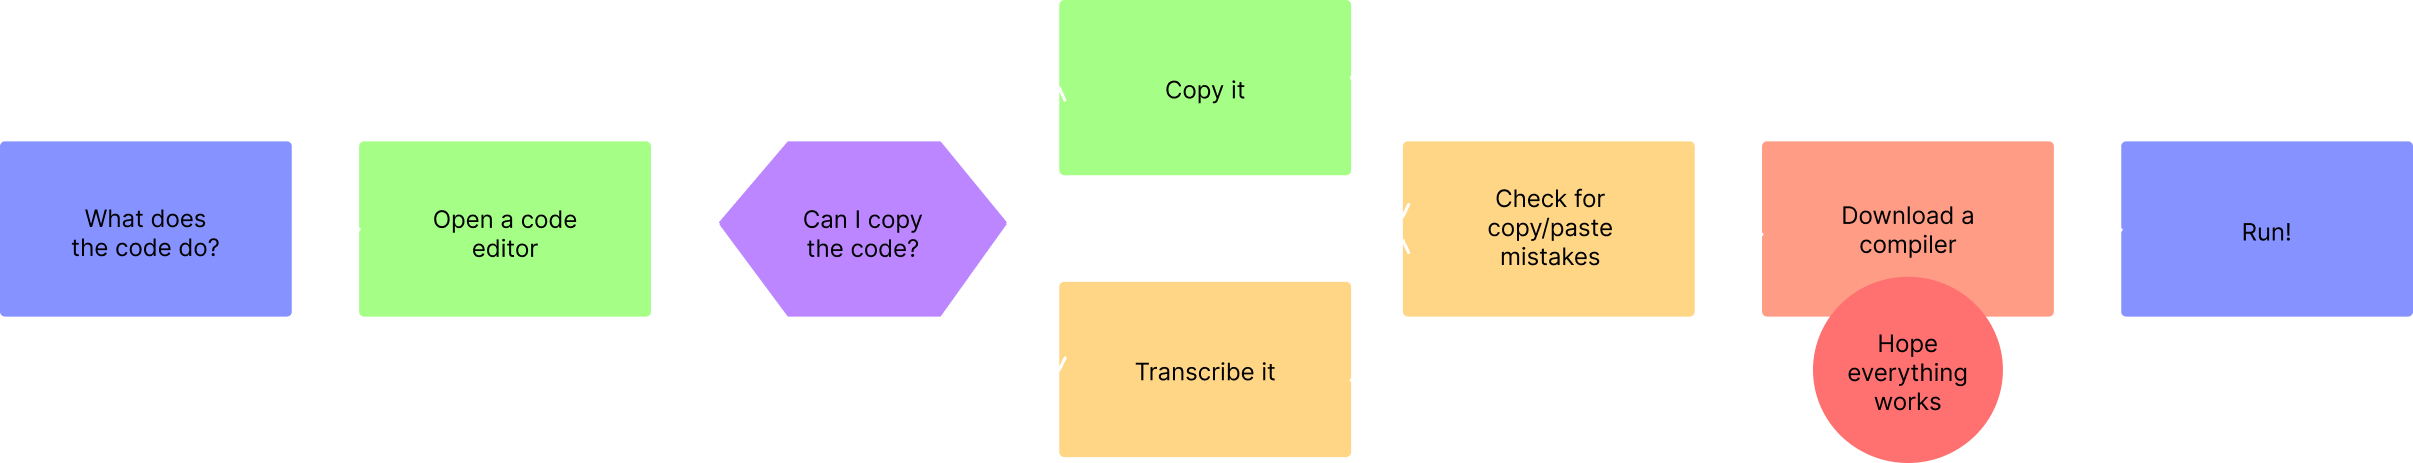 What does
the code do?
Open a code
editor
Can I copy
the code?
Copy it
Transcribe it
Check for
copy/paste
mistakes
Download a
compiler
Hope
everything
works
Run!